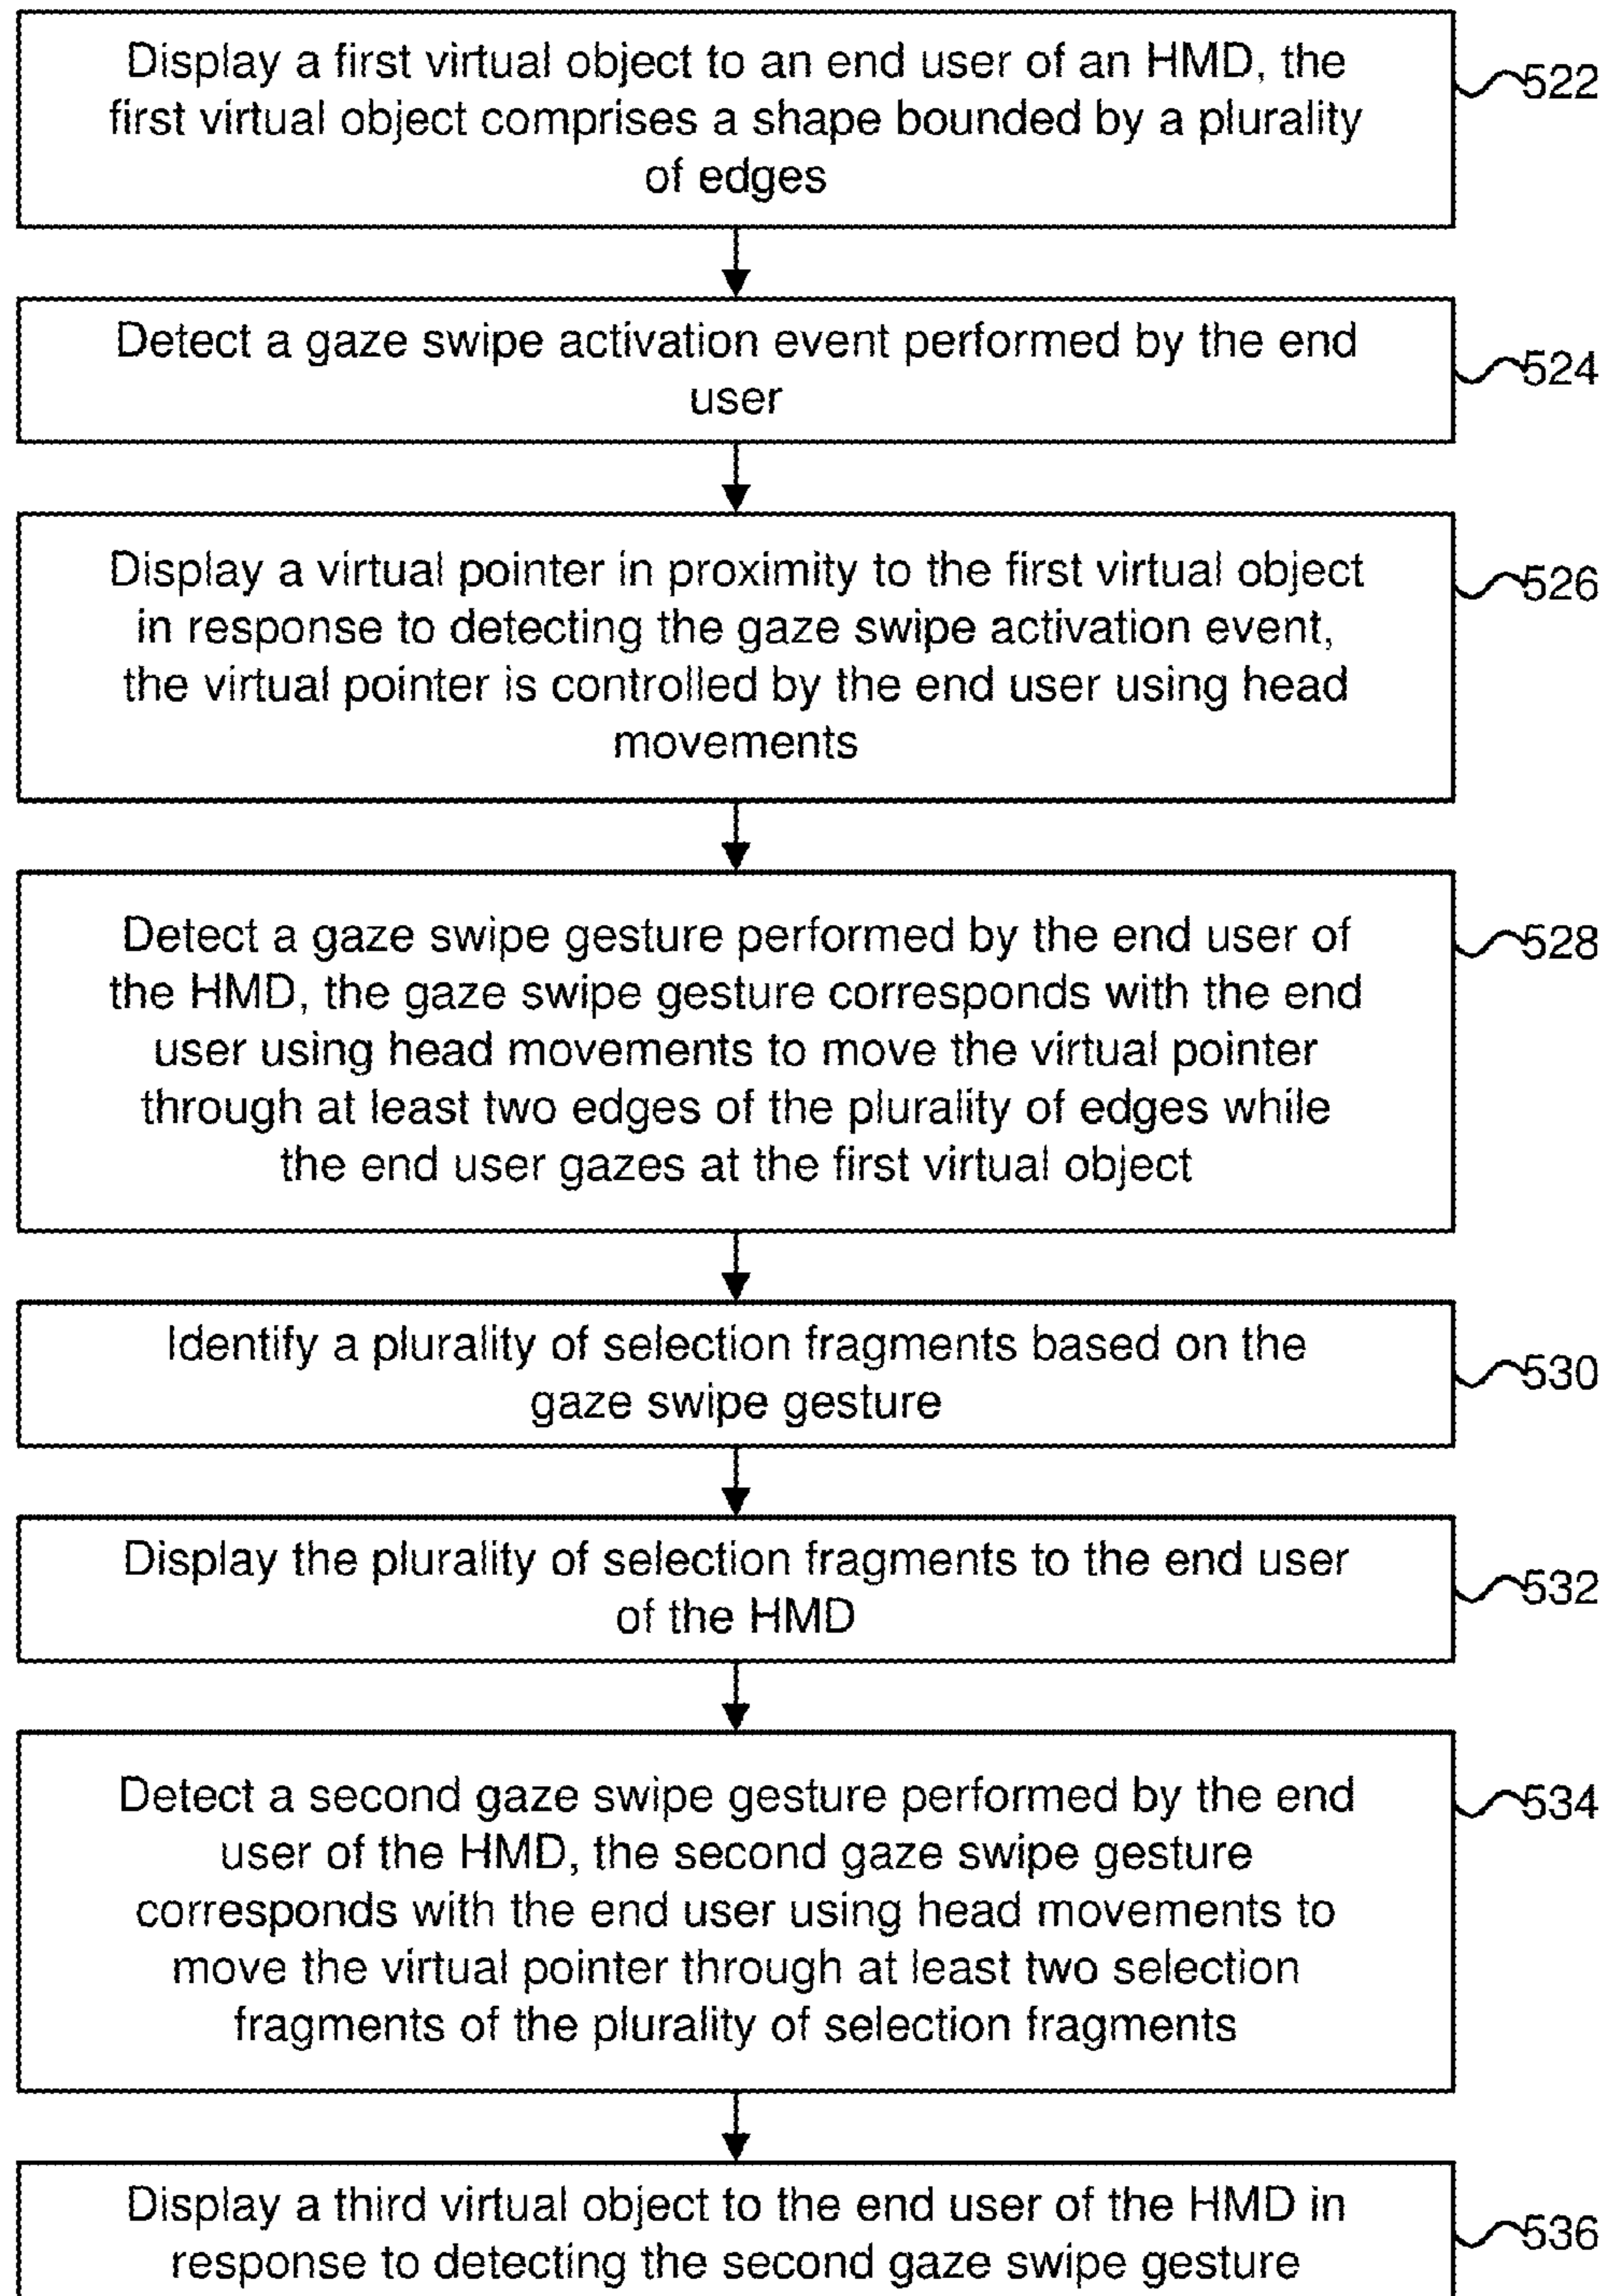 Display a first virtual object to an end user of an HMD, the
first virtual object comprises a shape bounded by a plurality
of edges
522
Detect a gaze swipe activation event performed by the end
user
524
Display a virtual pointer in proximity to the first virtual object
in response to detecting the gaze swipe activation event,
the virtual pointer is controlled by the end user using head
movements
526
Detect a gaze swipe gesture performed by the end user of
the HMD, the gaze swipe gesture corresponds with the end
user using head movements to move the virtual pointer
through at least two edges of the plurality of edges while
the end user gazes at the first virtual object
528
Identify a plurality of selection fragments based on the
gaze swipe gesture
530
Display the plurality of selection fragments to the end user
of the HMD
532
Detect a second gaze swipe gesture performed by the end
user of the HMD, the second gaze swipe gesture
corresponds with the end user using head movements to
move the virtual pointer through at least two selection
fragments of the plurality of selection fragments
534
Display a third virtual object to the end user of the HMD in
response to detecting the second gaze swipe gesture
536